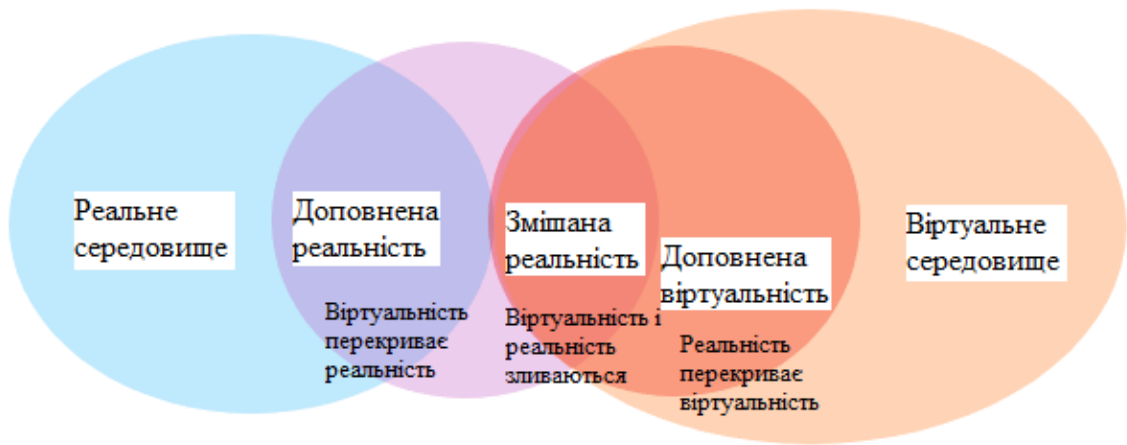 Реальне
середовище
Доповнена
реальність
Віртуальність
перекриває
реальність
Змішана
реальність
Віртуальність і
реальність
зливаються
Доповнена
віртуальність
Реальність
перекриває
віртуальність
Віртуальне
середовище